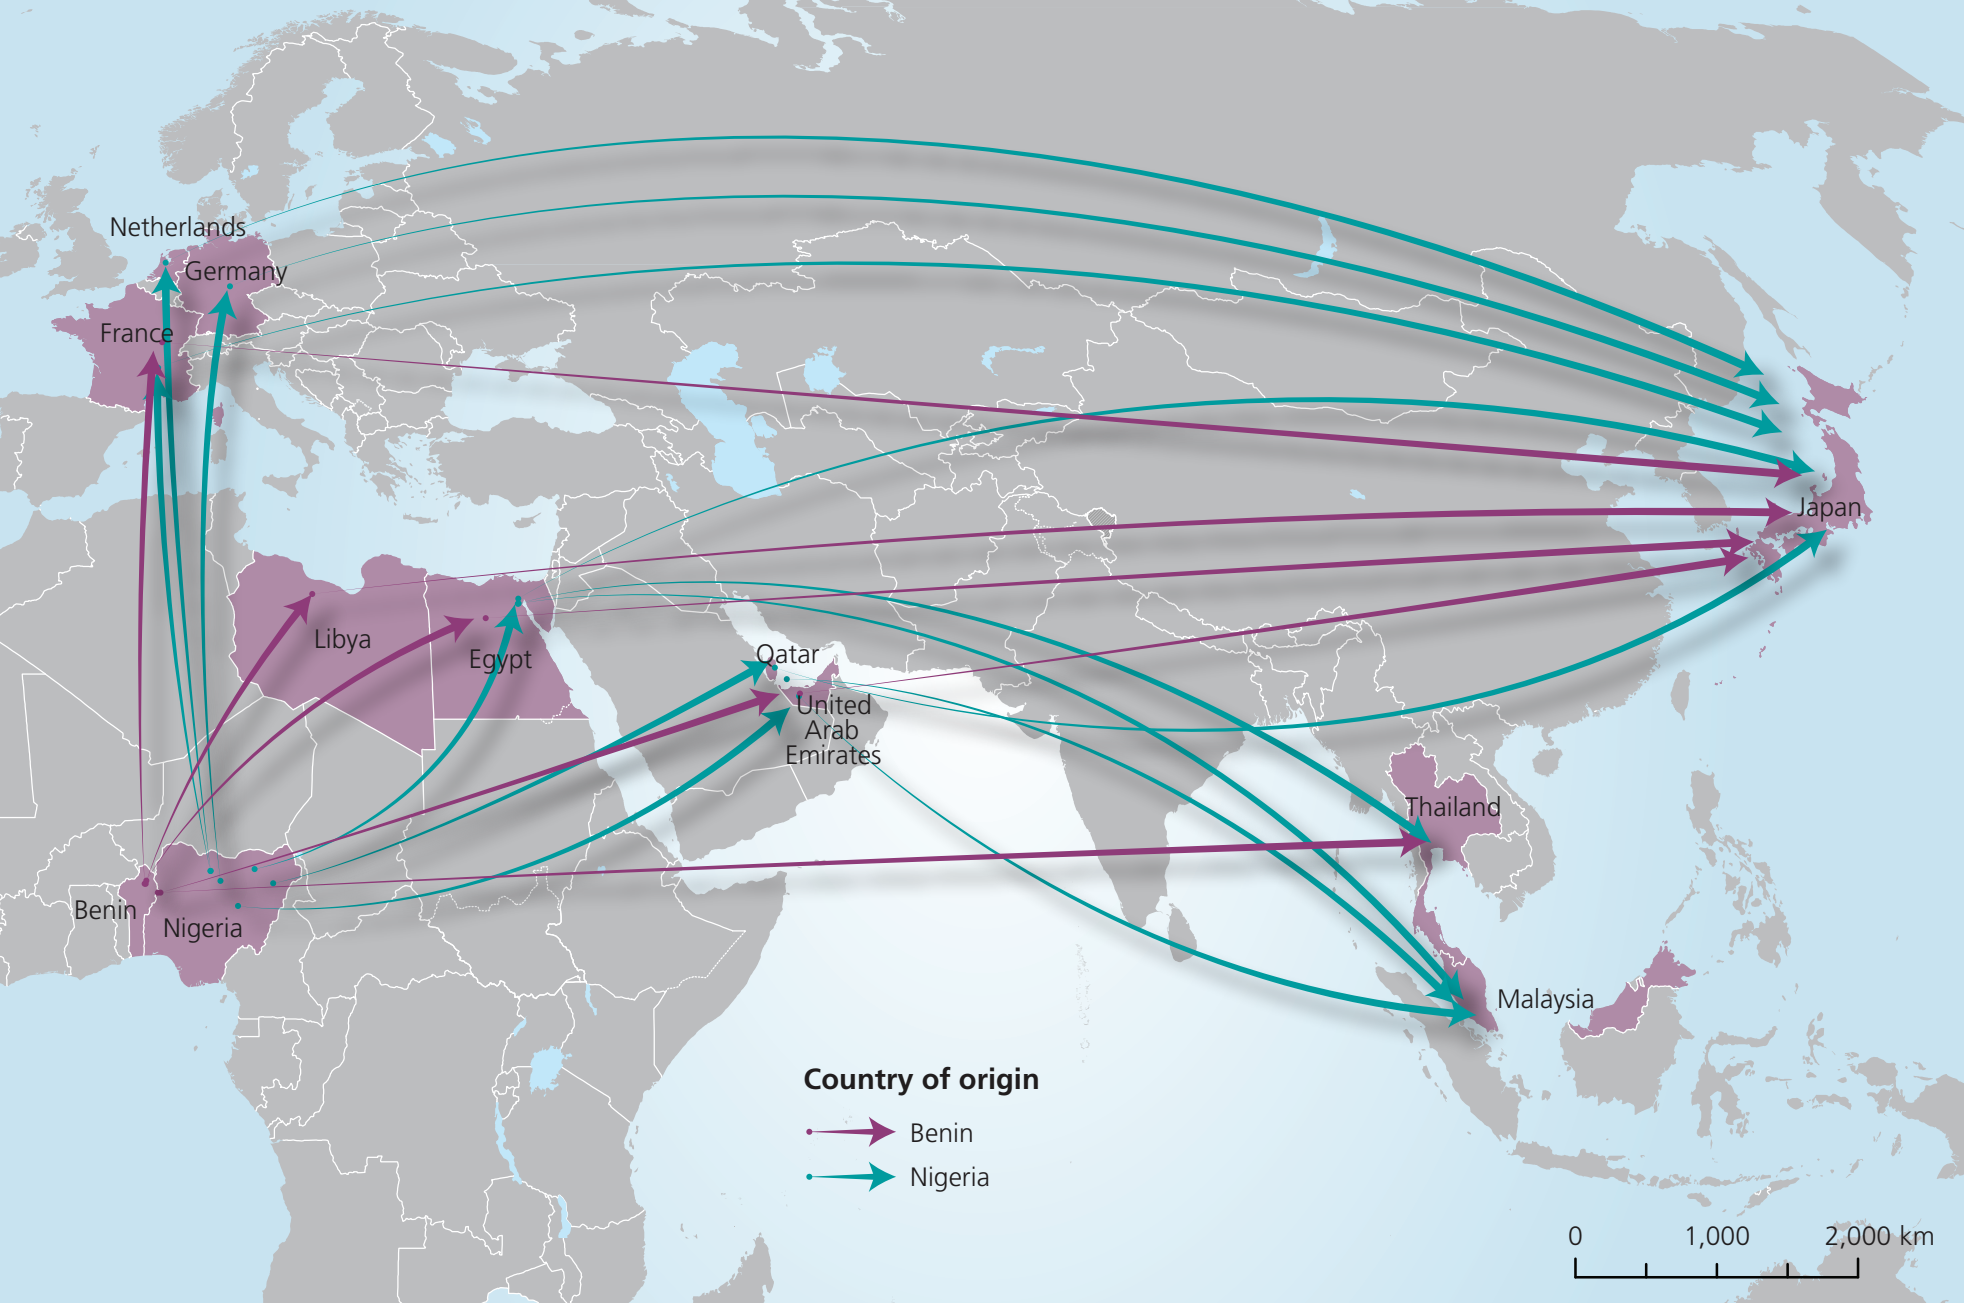 Netherlands
Germany
France
Japan
Libya
Egypt
Qatar
United
Arab
Emirates
Thailand
Benin
Nigeria
Malaysia
Country of origin
Benin
Nigeria
0 1,000 2,000 km